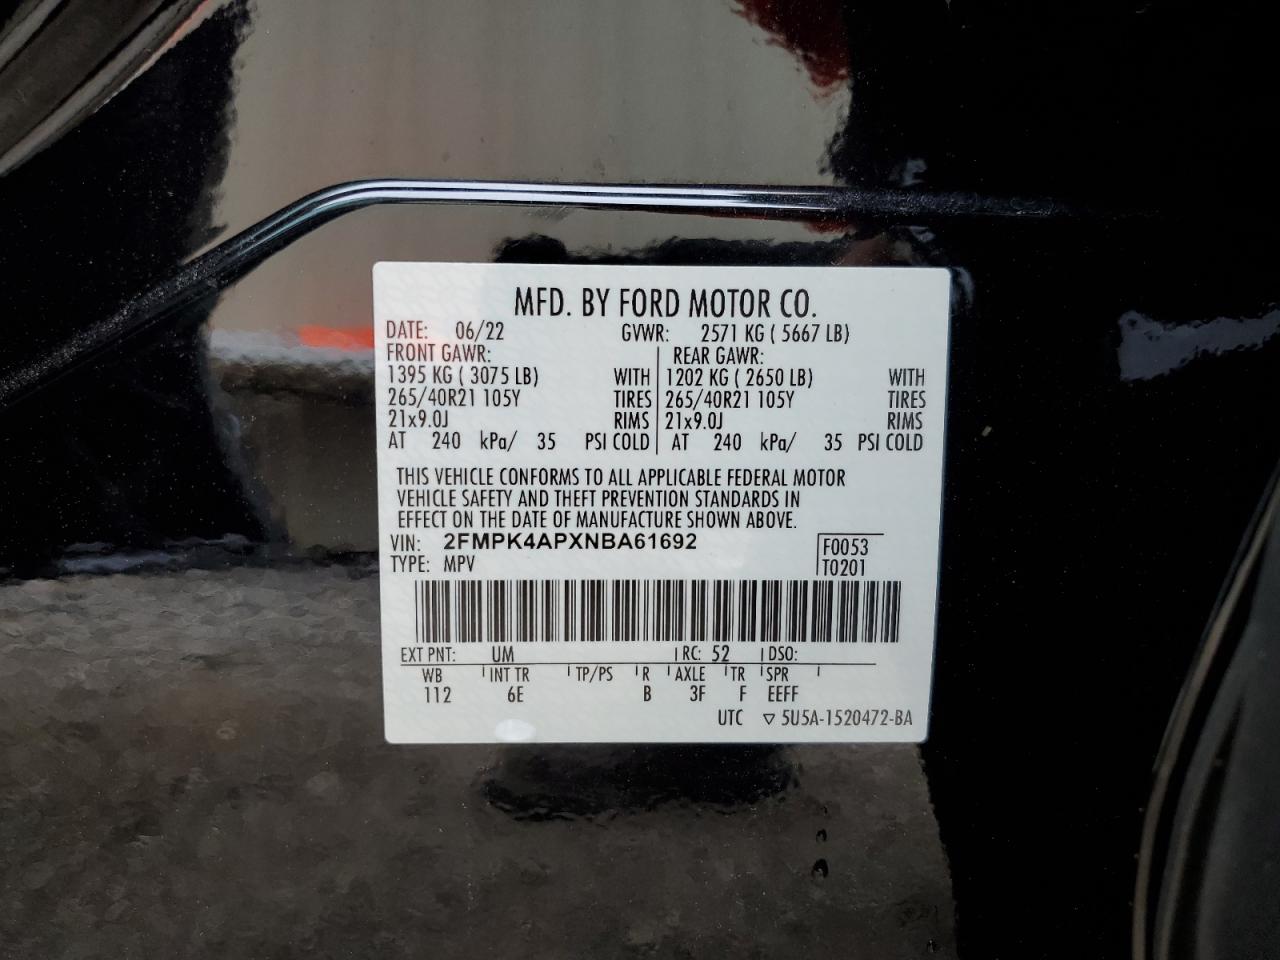 MFD. BY FORD MOTOR CO.
DATE: 06/22 GVWR: 2571 KG ( 5667 LB)
FRONT GAWR: REAR GAWR:
1395 KG ( 3075 LB) WITH 1202 KG ( 2650 LB) WITH
265/40R21 105Y TIRES 265/40R21 105Y TIRES
21x9.0J RIMS 21x9.0J RIMS
AT 240 kPa/ 35 PSI COLD AT 240 kPa/ 35 PSI COLD
THIS VEHICLE CONFORMS TO ALL APPLICABLE FEDERAL MOTOR
VEHICLE SAFETY AND THEFT PREVENTION STANDARDS IN
EFFECT ON THE DATE OF MANUFACTURE SHOWN ABOVE.
VIN: 2FMPK4APXNBA61692 F0053
TYPE: MPV T0201
EXT PNT: UM RC: 52 DSO:
WB INT TR TP/PS R AXLE TR SPR
112 6E B 3F F EEFF
UTC ▽ 5U5A-1520472-BA